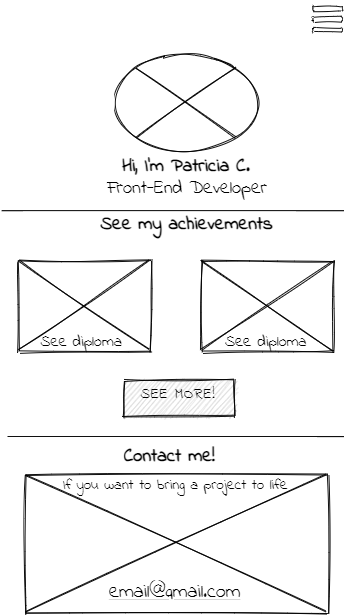 Hi, I'm Patricia C.
Front-End Developer
See my achievements
See diploma
See diploma
SEE MORE!
Contact me!
If you want to bring a project to life
email@gmail.com